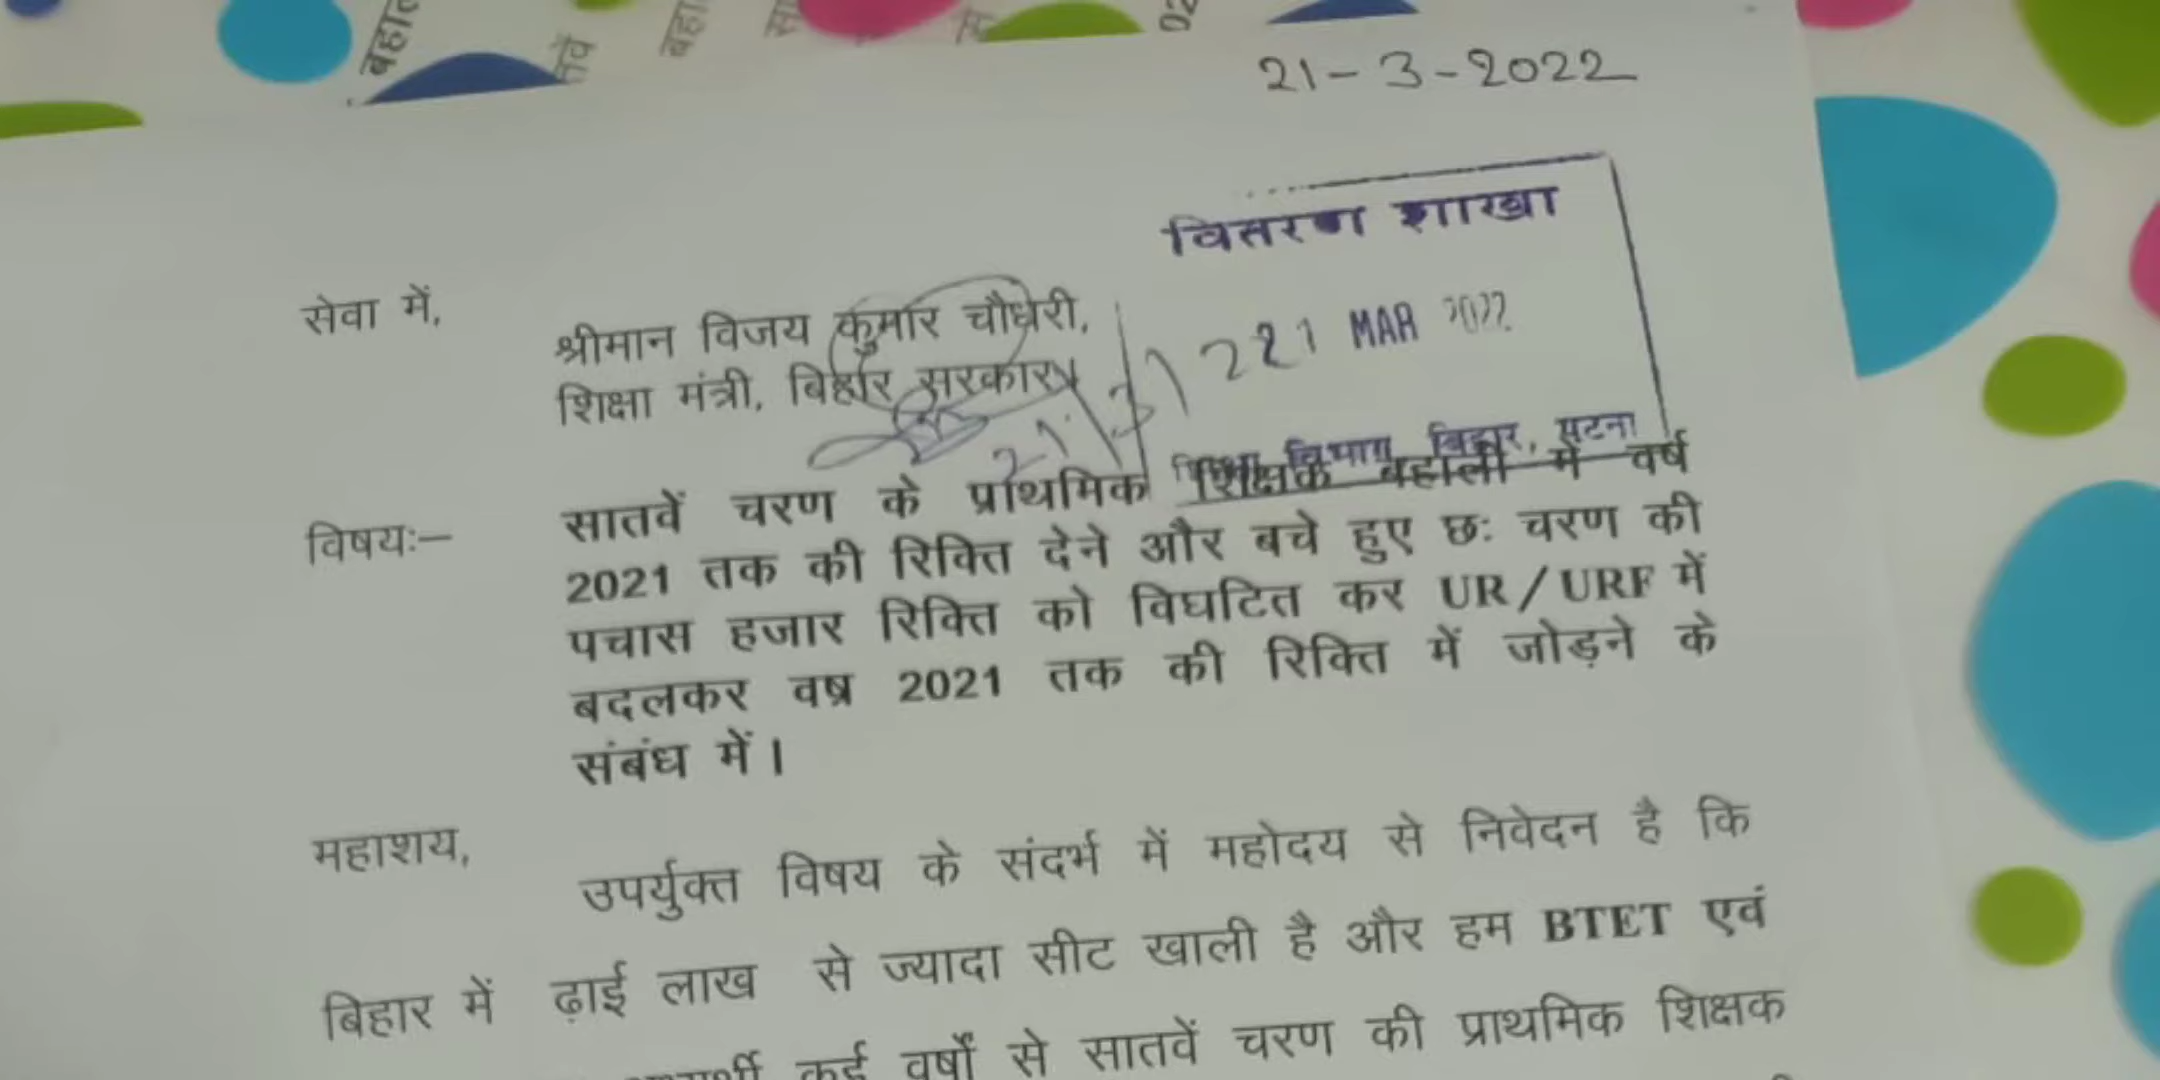 बहाल
21-3-2022
वितरण शाखा
सेवा में,
श्रीमान विजय कुमार चौधरी,
21 MAR 2022
शिक्षा मंत्री, बिहार सरकार
विभाग, बिहार, पटना
विषयः– सातवें चरण के प्राथमिक शिक्षक बहाली में वर्ष
2021 तक की रिक्ति देने और बचे हुए छः चरण की
पचास हजार रिक्ति को विघटित कर UR/URF में
बदलकर वष्र 2021 तक की रिक्ति में जोड़ने के
संबंध में।
महाशय,
उपर्युक्त विषय के संदर्भ में महोदय से निवेदन है कि
बिहार में ढ़ाई लाख से ज्यादा सीट खाली है और हम BTET एवं
कई वर्षों से सातवें चरण की प्राथमिक शिक्षक